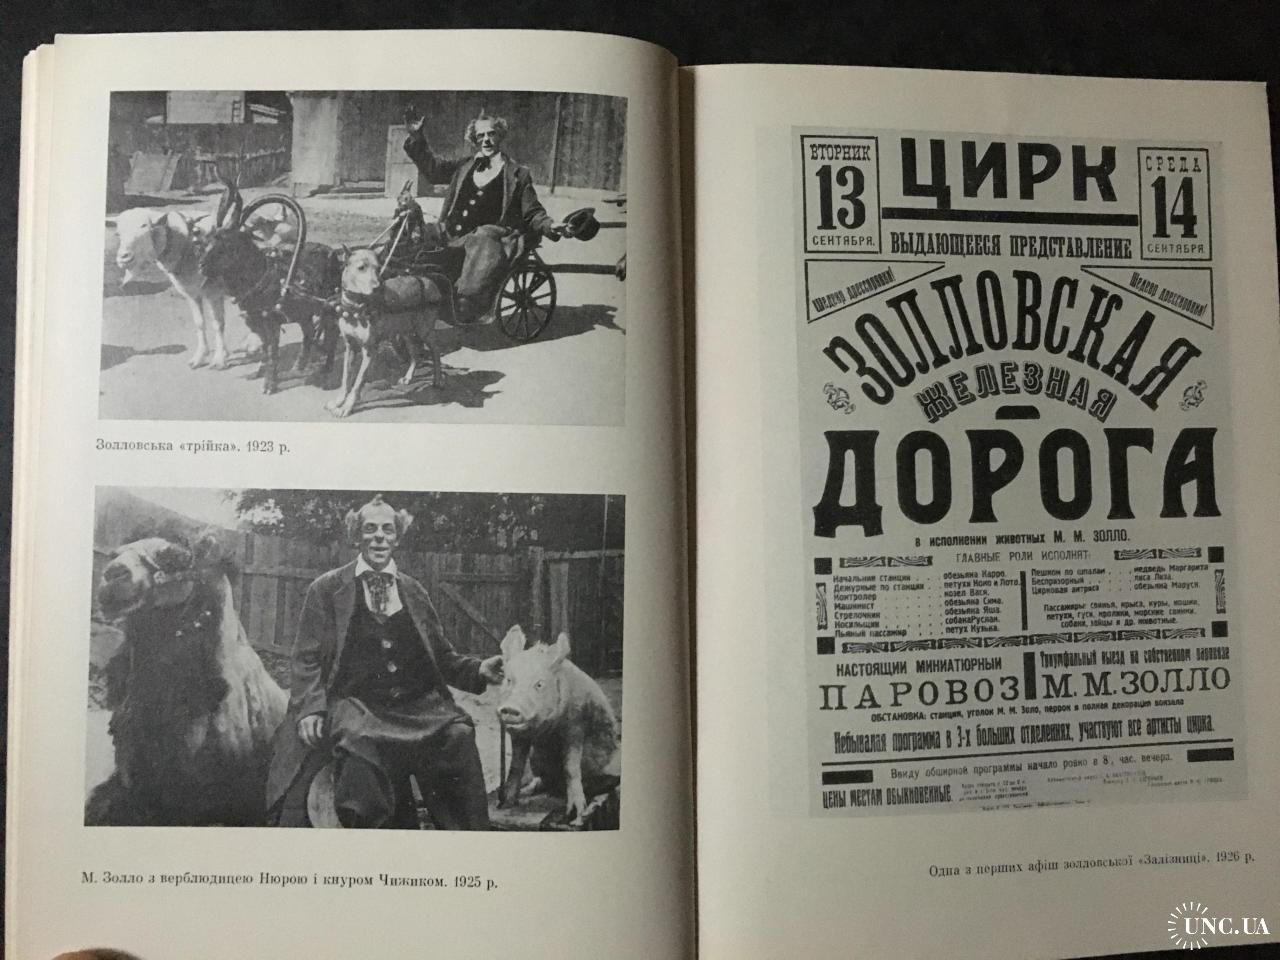 Золловська «трійка». 1923 р.
М. Золло з верблюдицею Нюрою і кнуром Чижиком. 1925 р.
ВТОРНИК
13
СЕНТЯБРЯ.
ЦИРК
СРЕДА
14
СЕНТЯБРЯ.
ВЫДАЮЩЕЕСЯ ПРЕДСТАВЛЕНИЕ
Шедевр дрессировки!
Шедевр дрессировки!
ЗОЛЛОВСКАЯ
ЖЕЛЕЗНАЯ
ДОРОГА
В ИСПОЛНЕНИИ ЖИВОТНЫХ М. М. ЗОЛЛО.
ГЛАВНЫЕ РОЛИ ИСПОЛНЯТ:
Начальник станции . . . обезьяна Карро.
Дежурные по станции . . петухи Коко и Лото.
Контролер . . . козел Вася.
Машинист . . . обезьяна Сима.
Стрелочник . . . обезьяна Яша.
Носильщик . . . собака Руслан.
Пьяный пассажир . . . петух Кузька.
Пешком по шпалам . . . медведь Маргарита
Беспризорный . . . лиса Лиза.
Цирковая актриса . . . обезьяна Маруся.
Пассажиры: свинья, крыса, куры, кошки,
петухи, гуси, кролики, морские свинки,
собаки, зайцы и др. животные.
НАСТОЯЩИЙ МИНИАТЮРНЫЙ
ПАРОВОЗ
Триумфальный выезд на собственном паровозе
М. М. ЗОЛЛО
ОБСТАНОВКА: станция, уголок М. М. Золо, перрон и полная декорация вокзала
Небывалая программа в 3-х больших отделениях, участвуют все артисты цирка.
Ввиду обширной программы начало ровно в 8 час. вечера.
ЦЕНЫ МЕСТАМ ОБЫКНОВЕННЫЕ.
Одна з перших афіш золловської «Залізниці». 1926 р.
UNC.UA